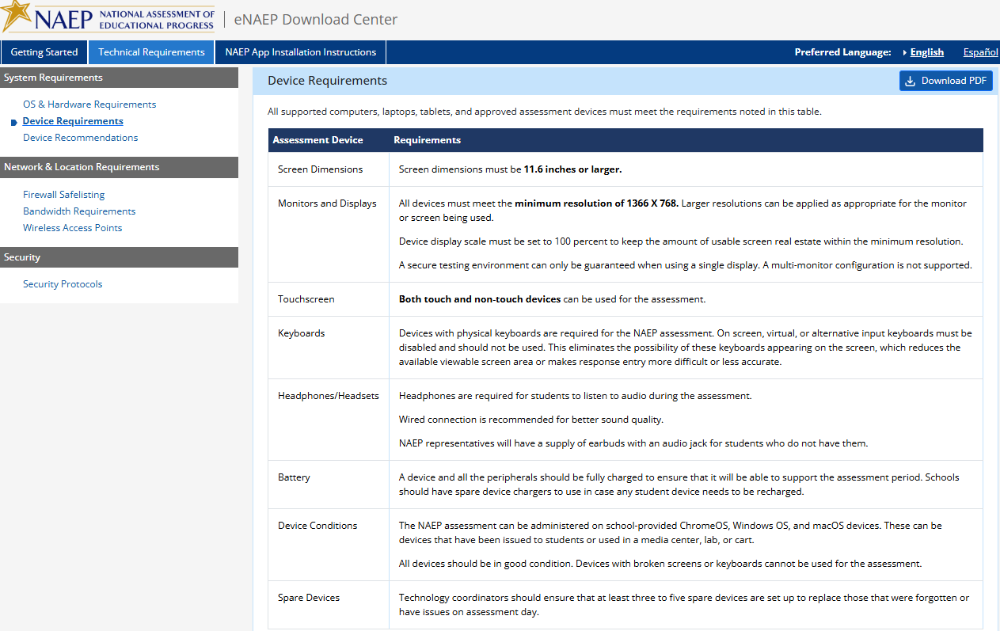 NAEP NATIONAL ASSESSMENT OF
EDUCATIONAL PROGRESS
eNAEP Download Center
Getting Started
Technical Requirements
NAEP App Installation Instructions
Preferred Language:
English
Español
System Requirements
OS & Hardware Requirements
Device Requirements
Device Recommendations
Network & Location Requirements
Firewall Safelisting
Bandwidth Requirements
Wireless Access Points
Security
Security Protocols
Device Requirements
Download PDF
All supported computers, laptops, tablets, and approved assessment devices must meet the requirements noted in this table.
Assessment Device
Requirements
Screen Dimensions
Screen dimensions must be 11.6 inches or larger.
Monitors and Displays
All devices must meet the minimum resolution of 1366 X 768. Larger resolutions can be applied as appropriate for the monitor
or screen being used.
Device display scale must be set to 100 percent to keep the amount of usable screen real estate within the minimum resolution.
A secure testing environment can only be guaranteed when using a single display. A multi-monitor configuration is not supported.
Touchscreen
Both touch and non-touch devices can be used for the assessment.
Keyboards
Devices with physical keyboards are required for the NAEP assessment. On screen, virtual, or alternative input keyboards must be
disabled and should not be used. This eliminates the possibility of these keyboards appearing on the screen, which reduces the
available viewable screen area or makes response entry more difficult or less accurate.
Headphones/Headsets
Headphones are required for students to listen to audio during the assessment.
Wired connection is recommended for better sound quality.
NAEP representatives will have a supply of earbuds with an audio jack for students who do not have them.
Battery
A device and all the peripherals should be fully charged to ensure that it will be able to support the assessment period. Schools
should have spare device chargers to use in case any student device needs to be recharged.
Device Conditions
The NAEP assessment can be administered on school-provided ChromeOS, Windows OS, and macOS devices. These can be
devices that have been issued to students or used in a media center, lab, or cart.
All devices should be in good condition. Devices with broken screens or keyboards cannot be used for the assessment.
Spare Devices
Technology coordinators should ensure that at least three to five spare devices are set up to replace those that were forgotten or
have issues on assessment day.